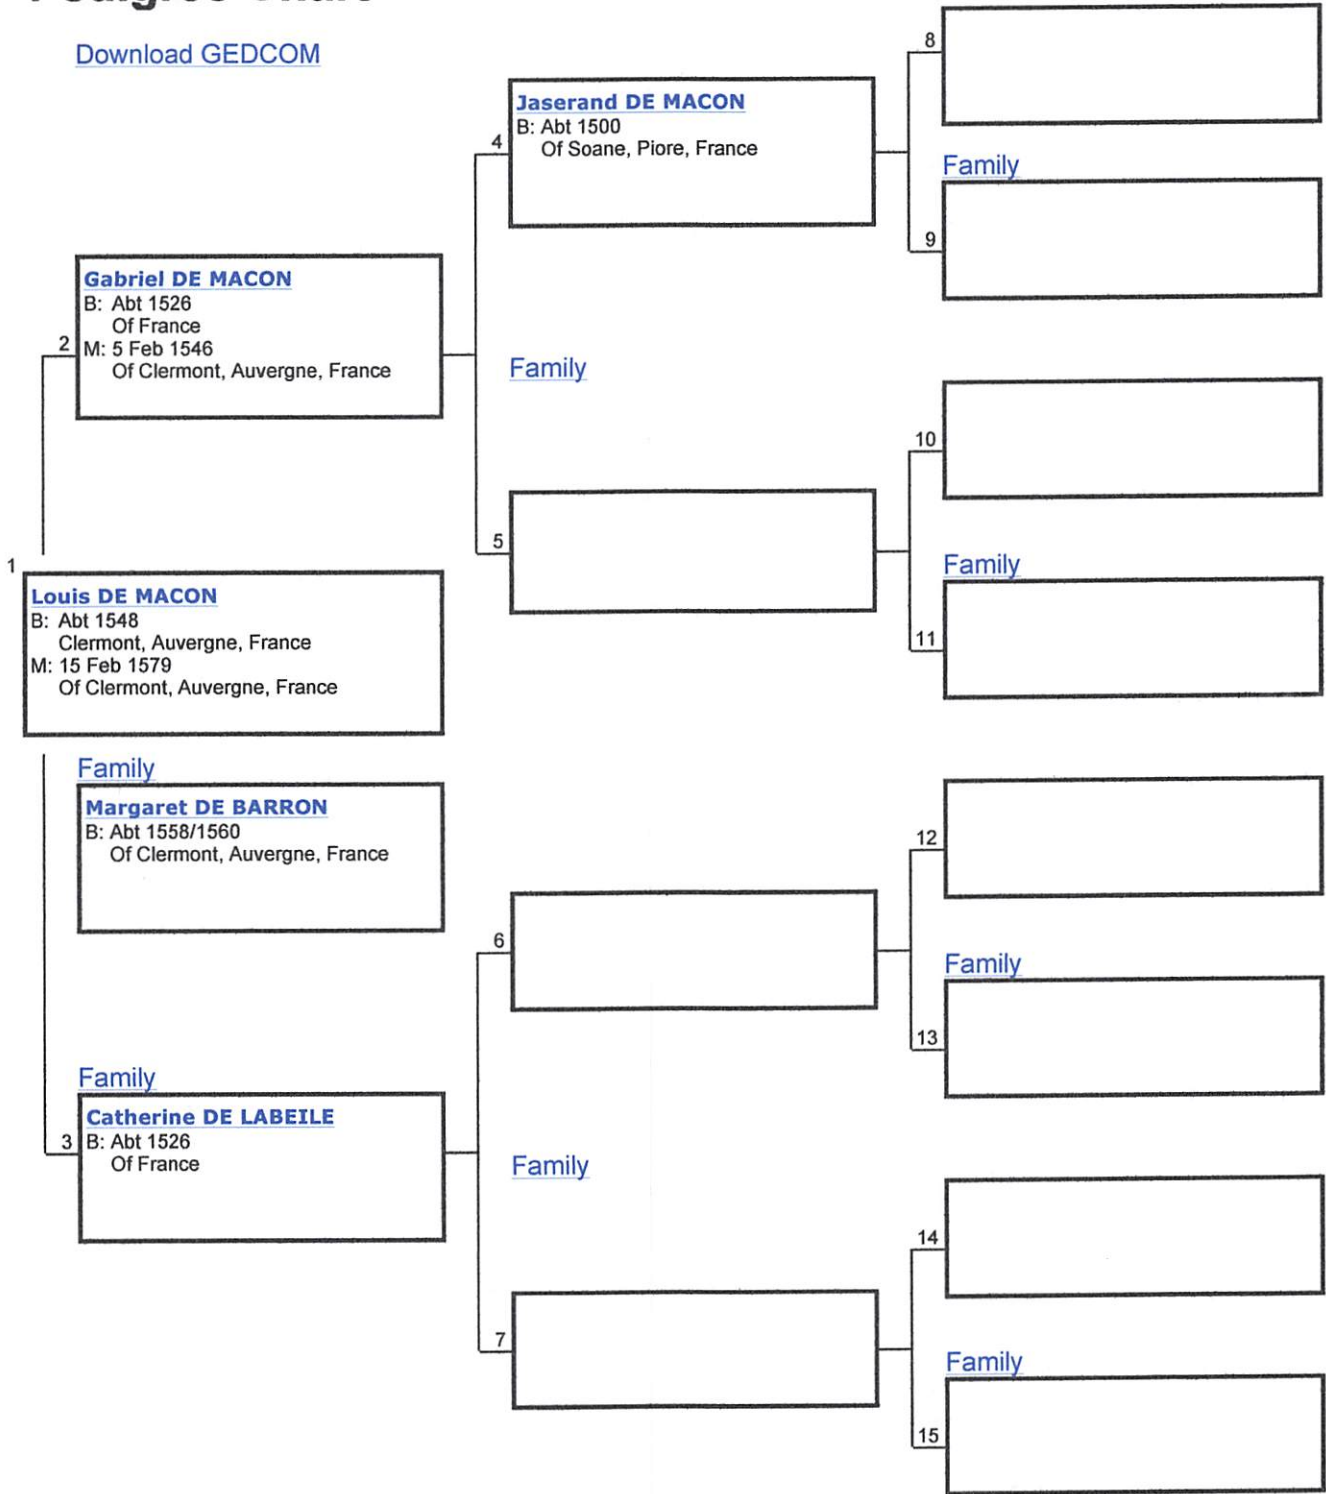 Download GEDCOM
8
Jaserand DE MACON
B: Abt 1500
Of Soane, Piore, France
4
Family
9
Gabriel DE MACON
B: Abt 1526
Of France
M: 5 Feb 1546
Of Clermont, Auvergne, France
2
Family
10
5
Family
11
1
Louis DE MACON
B: Abt 1548
Clermont, Auvergne, France
M: 15 Feb 1579
Of Clermont, Auvergne, France
Family
Margaret DE BARRON
B: Abt 1558/1560
Of Clermont, Auvergne, France
12
6
Family
13
Family
Catherine DE LABEILE
B: Abt 1526
Of France
3
Family
14
7
Family
15